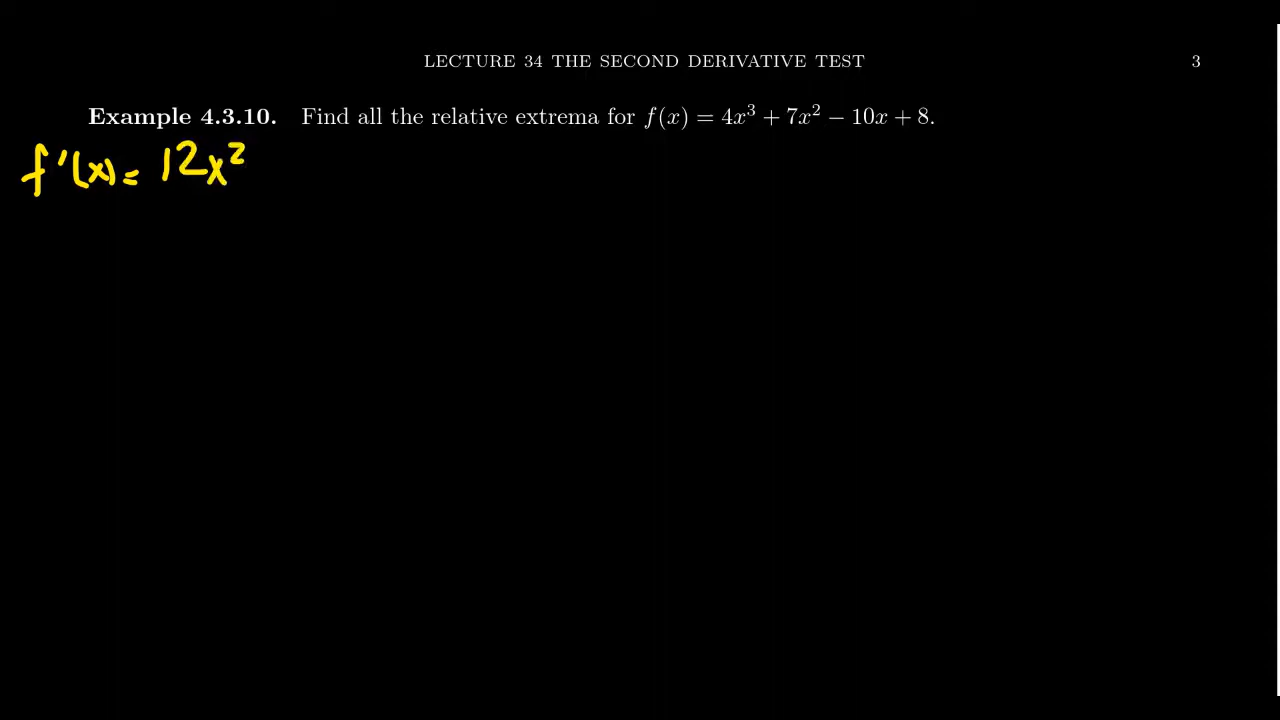 LECTURE 34 THE SECOND DERIVATIVE TEST 3
Example 4.3.10. Find all the relative extrema for f(x) = 4x³ + 7x² − 10x + 8.
f'(x) = 12x²